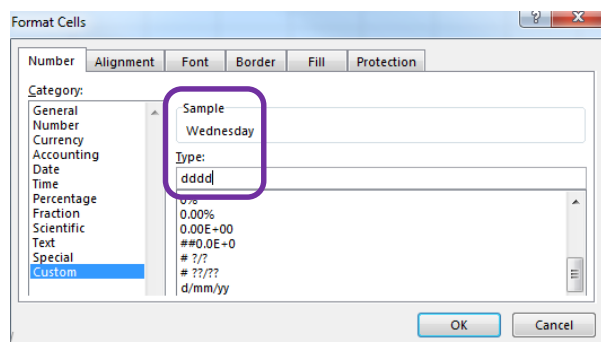 Format Cells
?
x
Number Alignment Font Border Fill Protection
Category:
General
Number
Currency
Accounting
Date
Time
Percentage
Fraction
Scientific
Text
Special
Custom
Sample
Wednesday
Type:
dddd
0%
0.00%
0.00E+00
##0.0E+0
# ?/?
# ??/??
d/mm/yy
OK Cancel